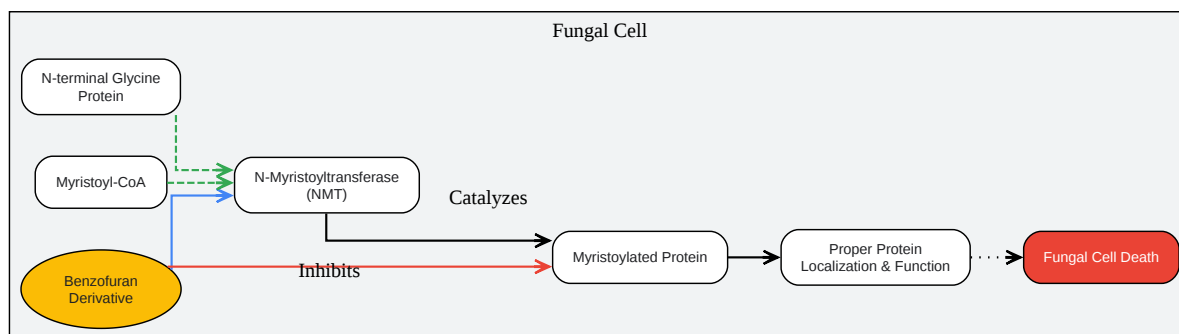 Fungal Cell
N-terminal Glycine
Protein
Myristoyl-CoA
N-Myristoyltransferase
(NMT)
Catalyzes
Benzofuran
Derivative
Inhibits
Myristoylated Protein
Proper Protein
Localization & Function
Fungal Cell Death